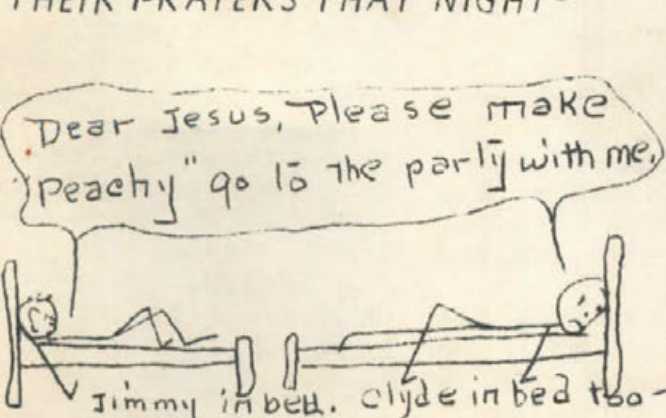 THEIR PRAYERS THAT NIGHT-
Dear Jesus, Please make
"Peachy" go to the party with me.
Jimmy in bed. Clyde in bed too-